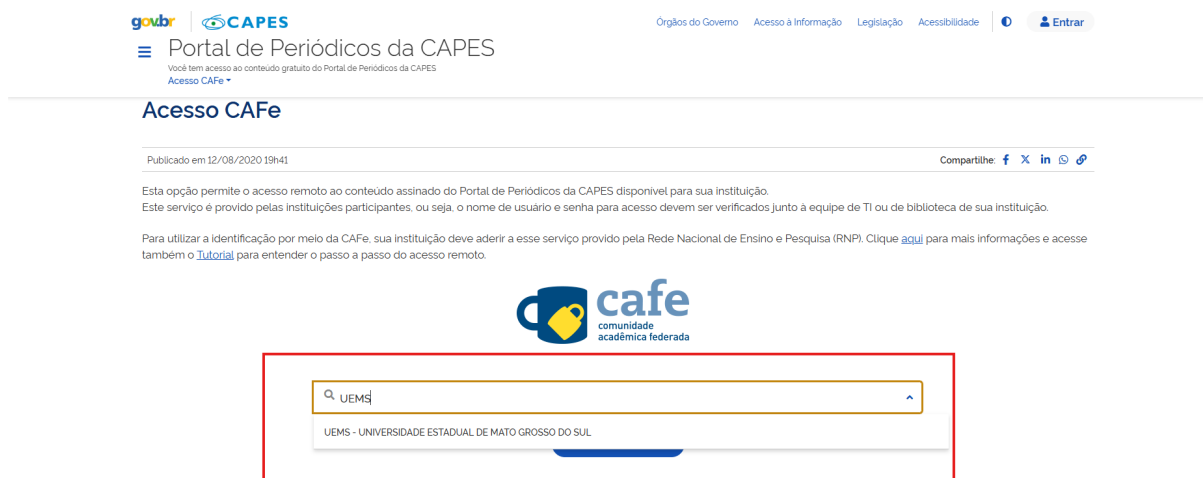 gov.br CAPES Órgãos do Governo Acesso à Informação Legislação Acessibilidade Entrar
Portal de Periódicos da CAPES
Você tem acesso ao conteúdo gratuito do Portal de Periódicos da CAPES
Acesso CAFe
Acesso CAFe
Publicado em 12/08/2020 19h41 Compartilhe:
Esta opção permite o acesso remoto ao conteúdo assinado do Portal de Periódicos da CAPES disponível para sua instituição.
Este serviço é provido pelas instituições participantes, ou seja, o nome de usuário e senha para acesso devem ser verificados junto à equipe de TI ou de biblioteca de sua instituição.
Para utilizar a identificação por meio da CAFe, sua instituição deve aderir a esse serviço provido pela Rede Nacional de Ensino e Pesquisa (RNP). Clique aqui para mais informações e acesse
também o Tutorial para entender o passo a passo do acesso remoto.
cafe
comunidade
acadêmica federada
UEMS
UEMS - UNIVERSIDADE ESTADUAL DE MATO GROSSO DO SUL